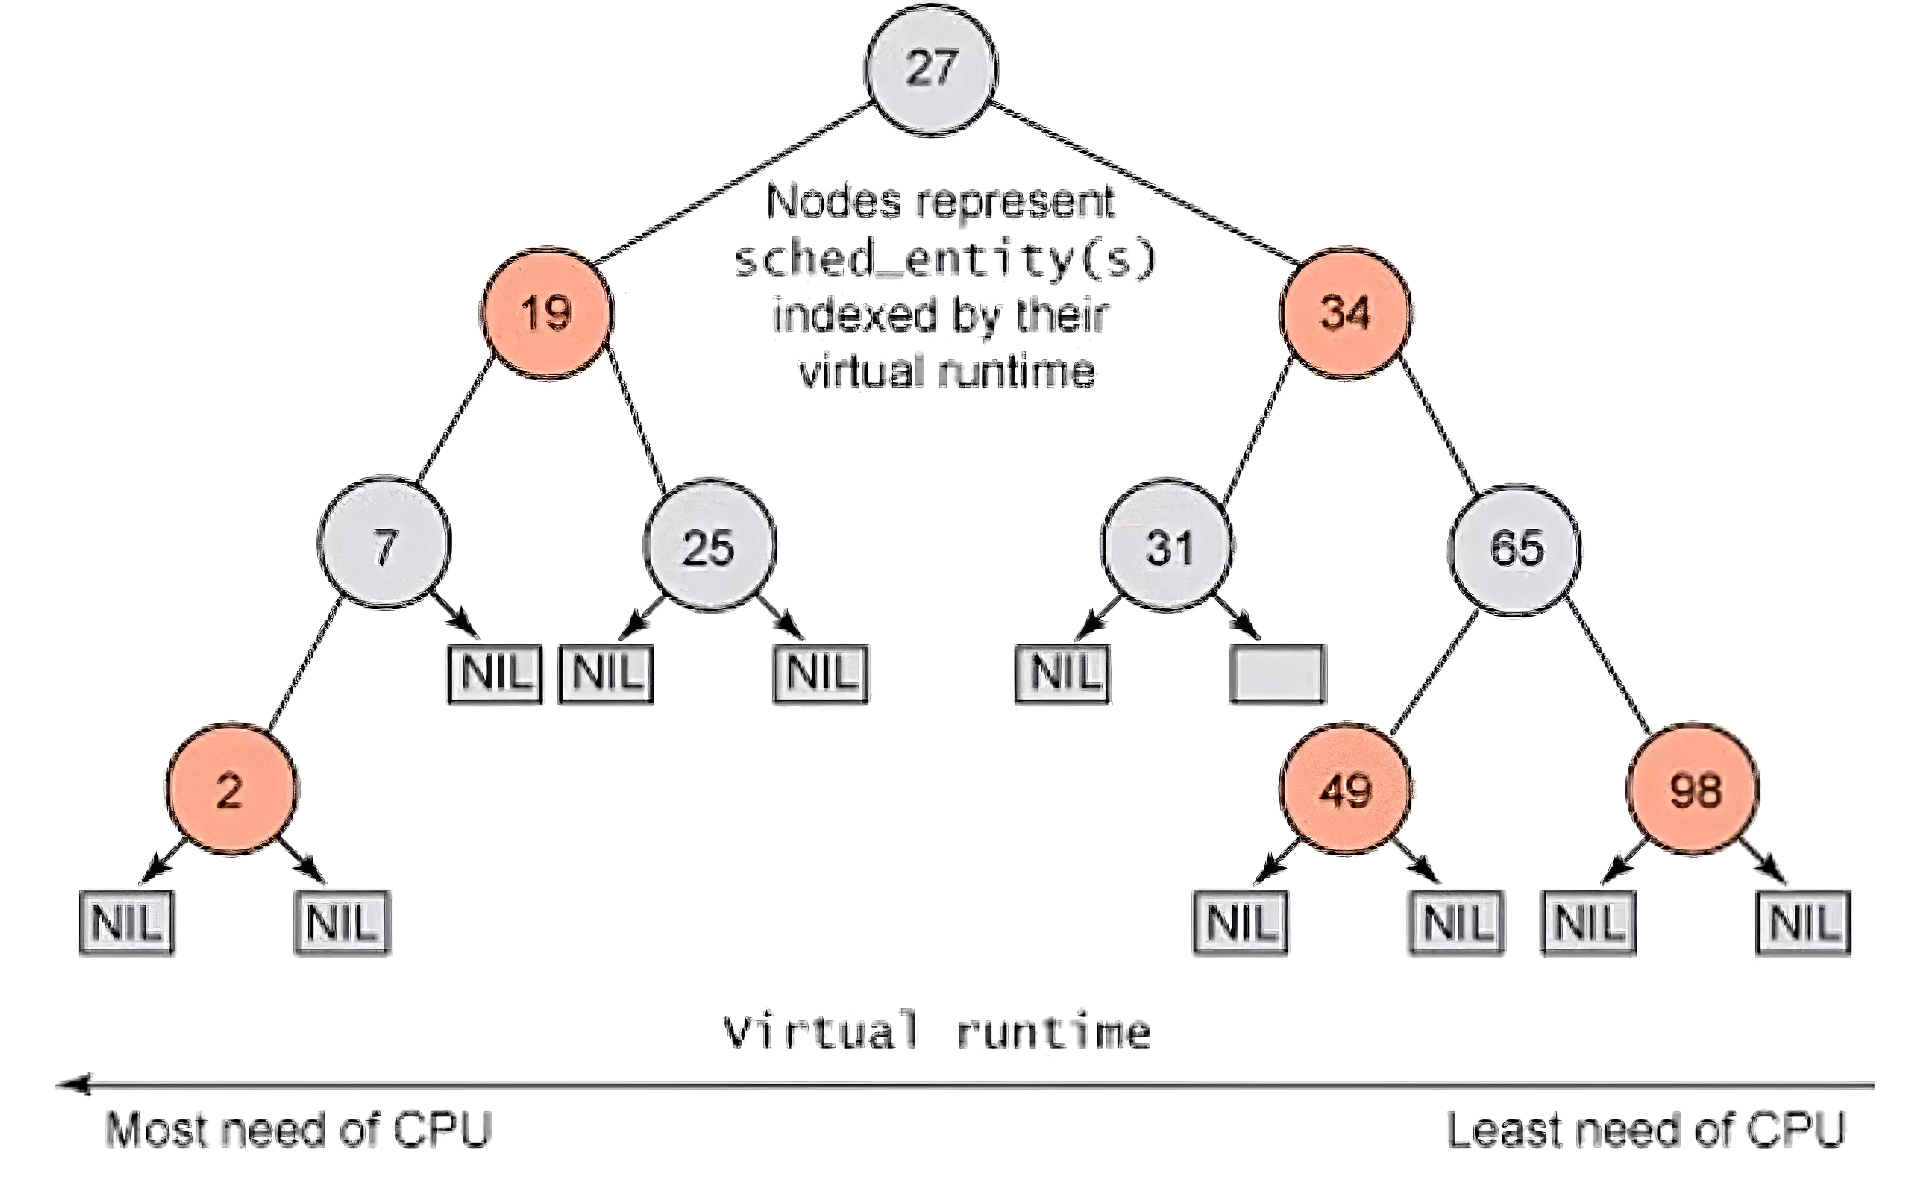 27
Nodes represent
sched_entity(s)
indexed by their
virtual runtime
19
34
7
25
31
65
NIL
NIL
NIL
NIL
2
49
98
NIL
NIL
NIL
NIL
NIL
NIL
Virtual runtime
Most need of CPU
Least need of CPU